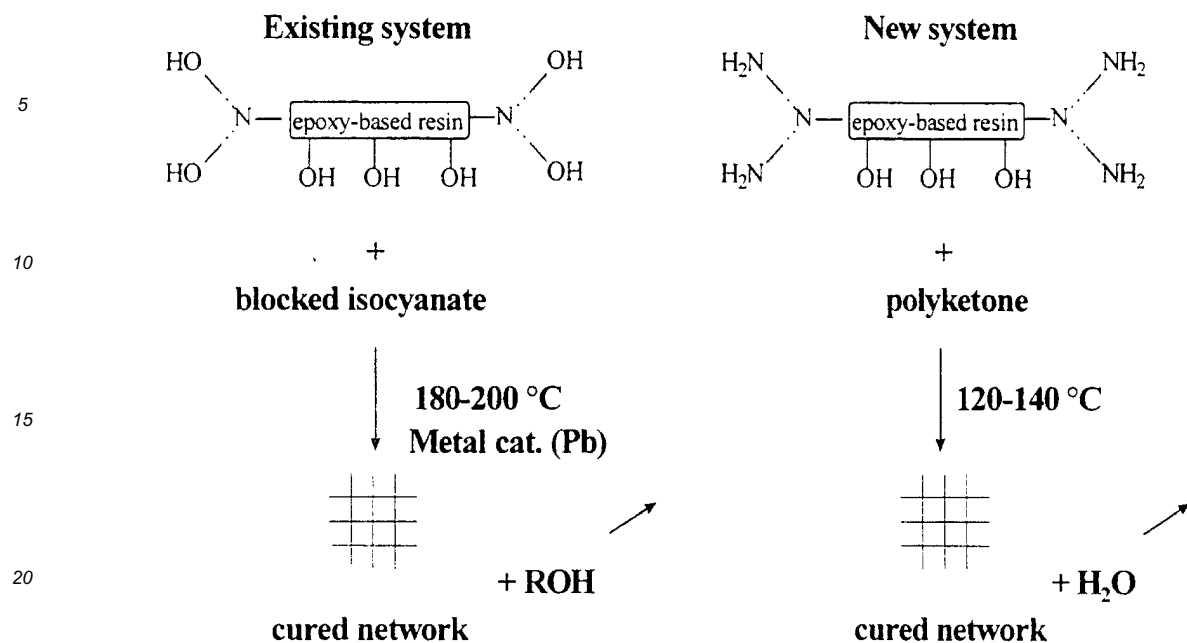 Existing system New system
HO OH H₂N NH₂
5
N epoxy-based resin N N epoxy-based resin N
HO OH OH OH OH H₂N OH OH OH NH₂
10
+ +
blocked isocyanate polyketone
180-200 °C 120-140 °C
15
Metal cat. (Pb)
20
+ ROH + H₂O
cured network cured network